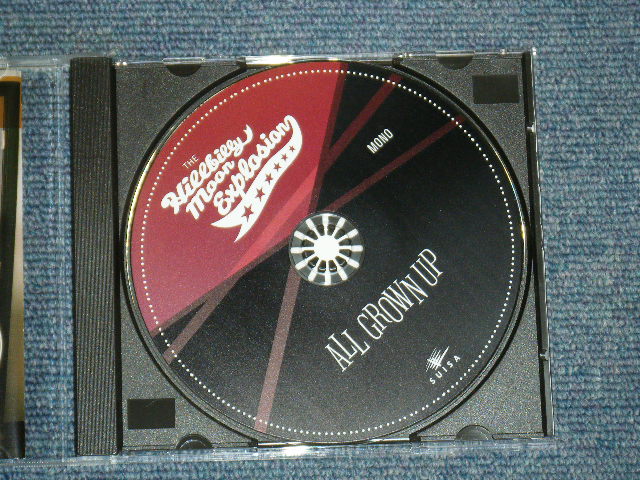 THE
Hillbilly
Moon
Explosion
MONO
ALL GROWN UP
SUISA